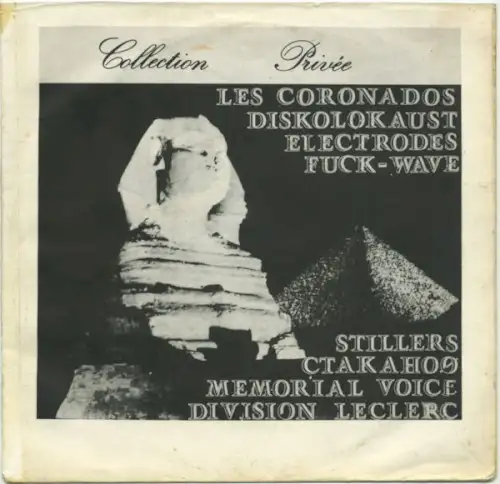 Collection Privée
LES CORONADOS
DISKOLOKAUST
ELECTRODES
FUCK-WAVE
STILLERS
CTAKAHOØ
MEMORIAL VOICE
DIVISION LECLERC